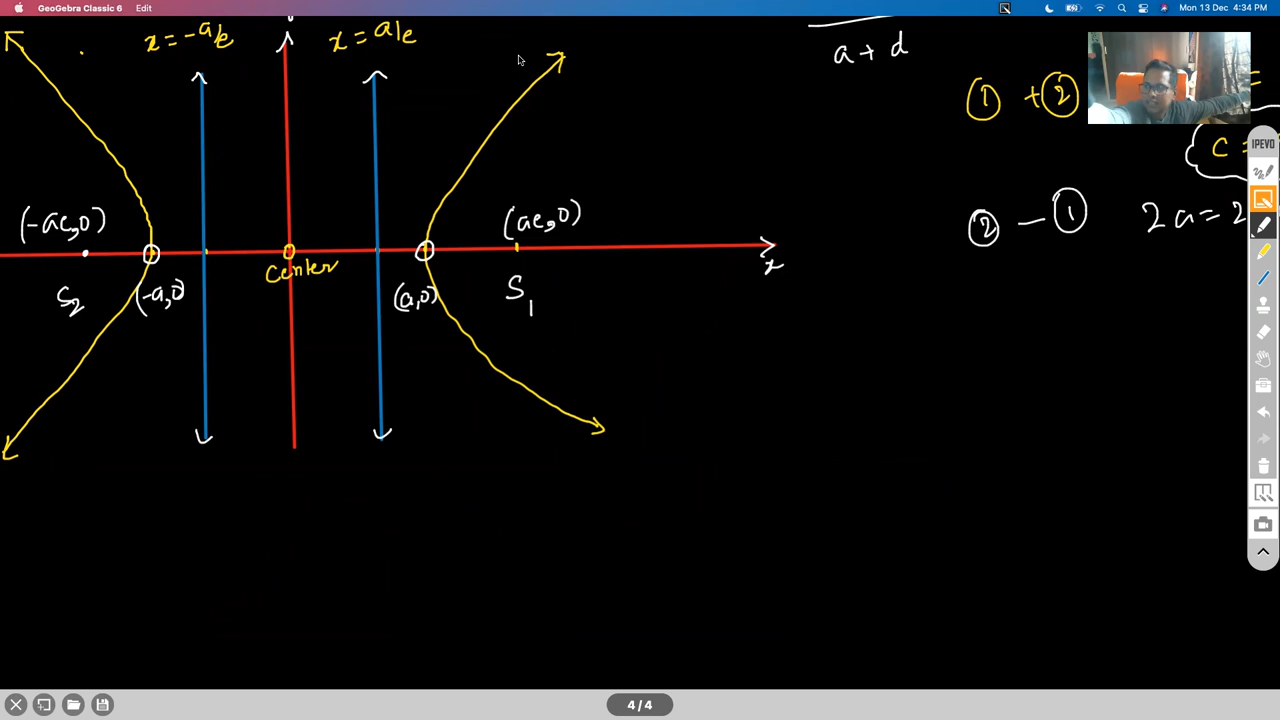 GeoGebra Classic 6 Edit Mon 13 Dec 4:34 PM
x = -a/e x = a/e
a + d
① + ② =
IPEVO
c =
② - ① 2a = 2
(-ae,0) (ae,0)
x
Center
S2 (-a,0) (a,0) S1
4 / 4